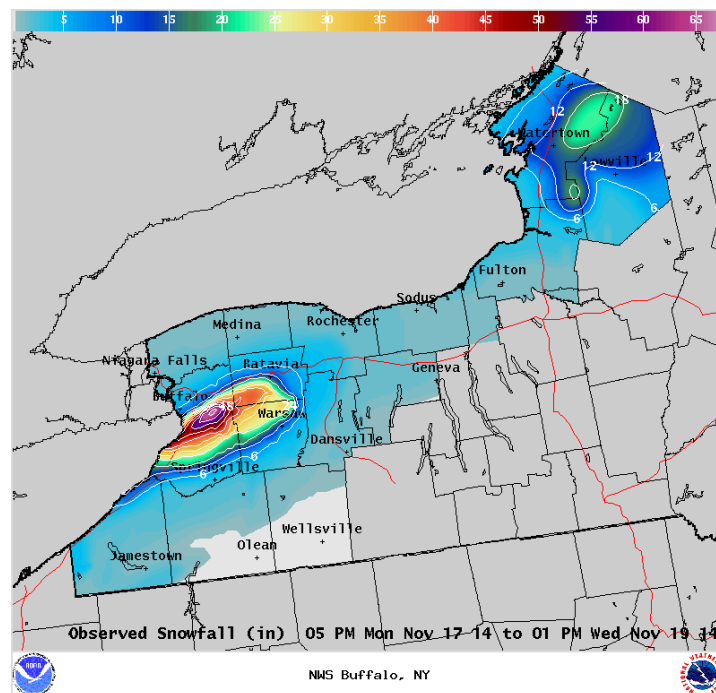 5 10 15 20 25 30 35 40 45 50 55 60 65
18
12
Watertown
Lowville
12
6
6
Fulton
Sodus
Rochester
Medina
Niagara Falls
Batavia
Geneva
Buffalo
Warsaw
Dansville
Springville
6
6
Wellsville
Olean
Jamestown
Observed Snowfall (in) 05 PM Mon Nov 17 14 to 01 PM Wed Nov 19 14
NOAA
NWS Buffalo, NY